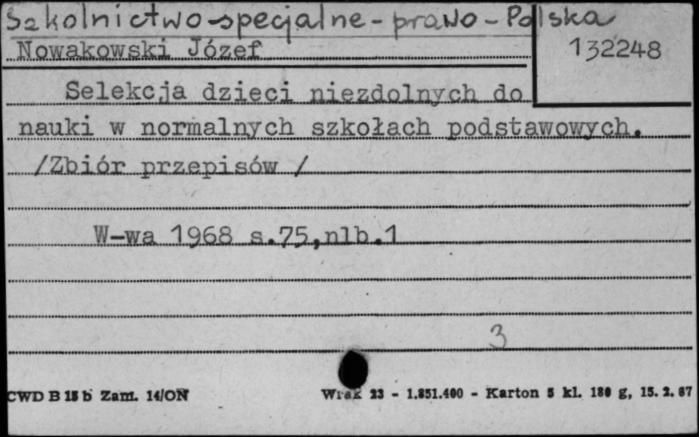 Szkolnictwo-specjalne-prawo-Polska
Nowakowski Józef
132248
Selekcja dzieci niezdolnych do
nauki w normalnych szkołach podstawowych.
/Zbiór przepisów /
W-wa 1968 s.75,nlb.1
3
CWD B 15 b Zam. 14/ON Wrak 23 - 1.851.400 - Karton 5 kl. 180 g, 15. 2. 67